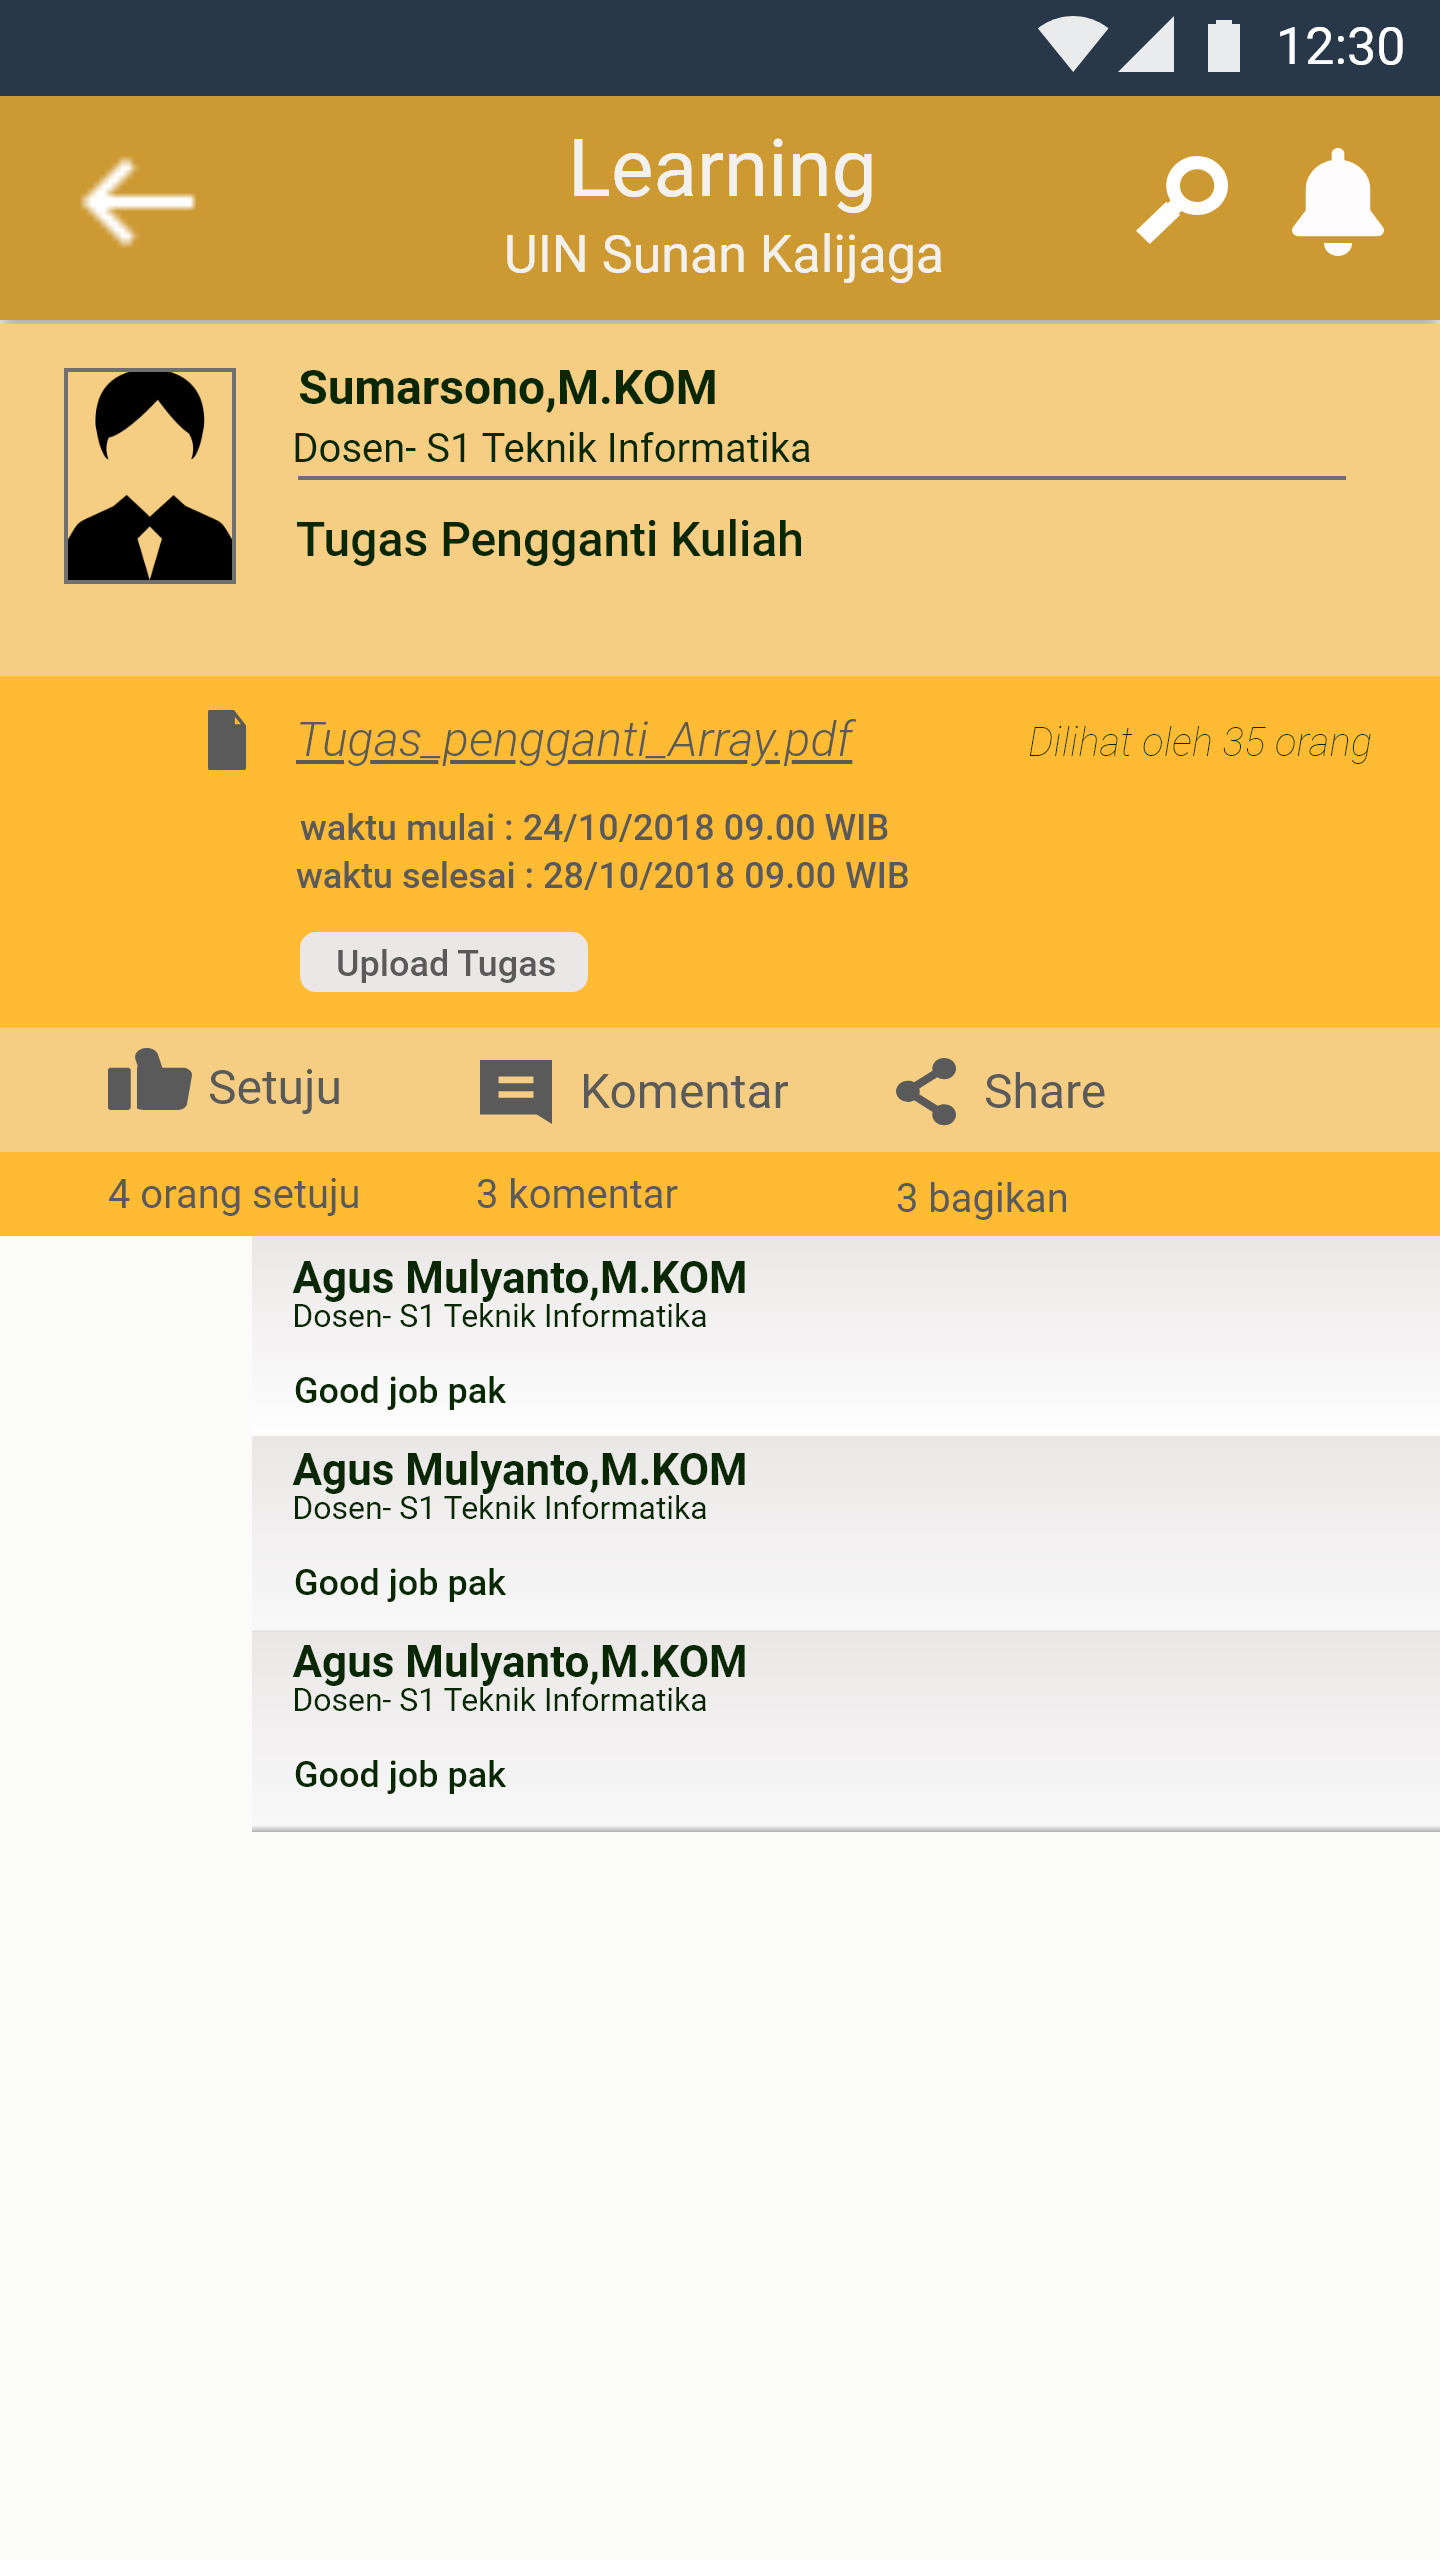 12:30
Learning
UIN Sunan Kalijaga
Sumarsono,M.KOM
Dosen- S1 Teknik Informatika
Tugas Pengganti Kuliah
Tugas_pengganti_Array.pdf
Dilihat oleh 35 orang
waktu mulai : 24/10/2018 09.00 WIB
waktu selesai : 28/10/2018 09.00 WIB
Upload Tugas
Setuju
Komentar
Share
4 orang setuju
3 komentar
3 bagikan
Agus Mulyanto,M.KOM
Dosen- S1 Teknik Informatika
Good job pak
Agus Mulyanto,M.KOM
Dosen- S1 Teknik Informatika
Good job pak
Agus Mulyanto,M.KOM
Dosen- S1 Teknik Informatika
Good job pak